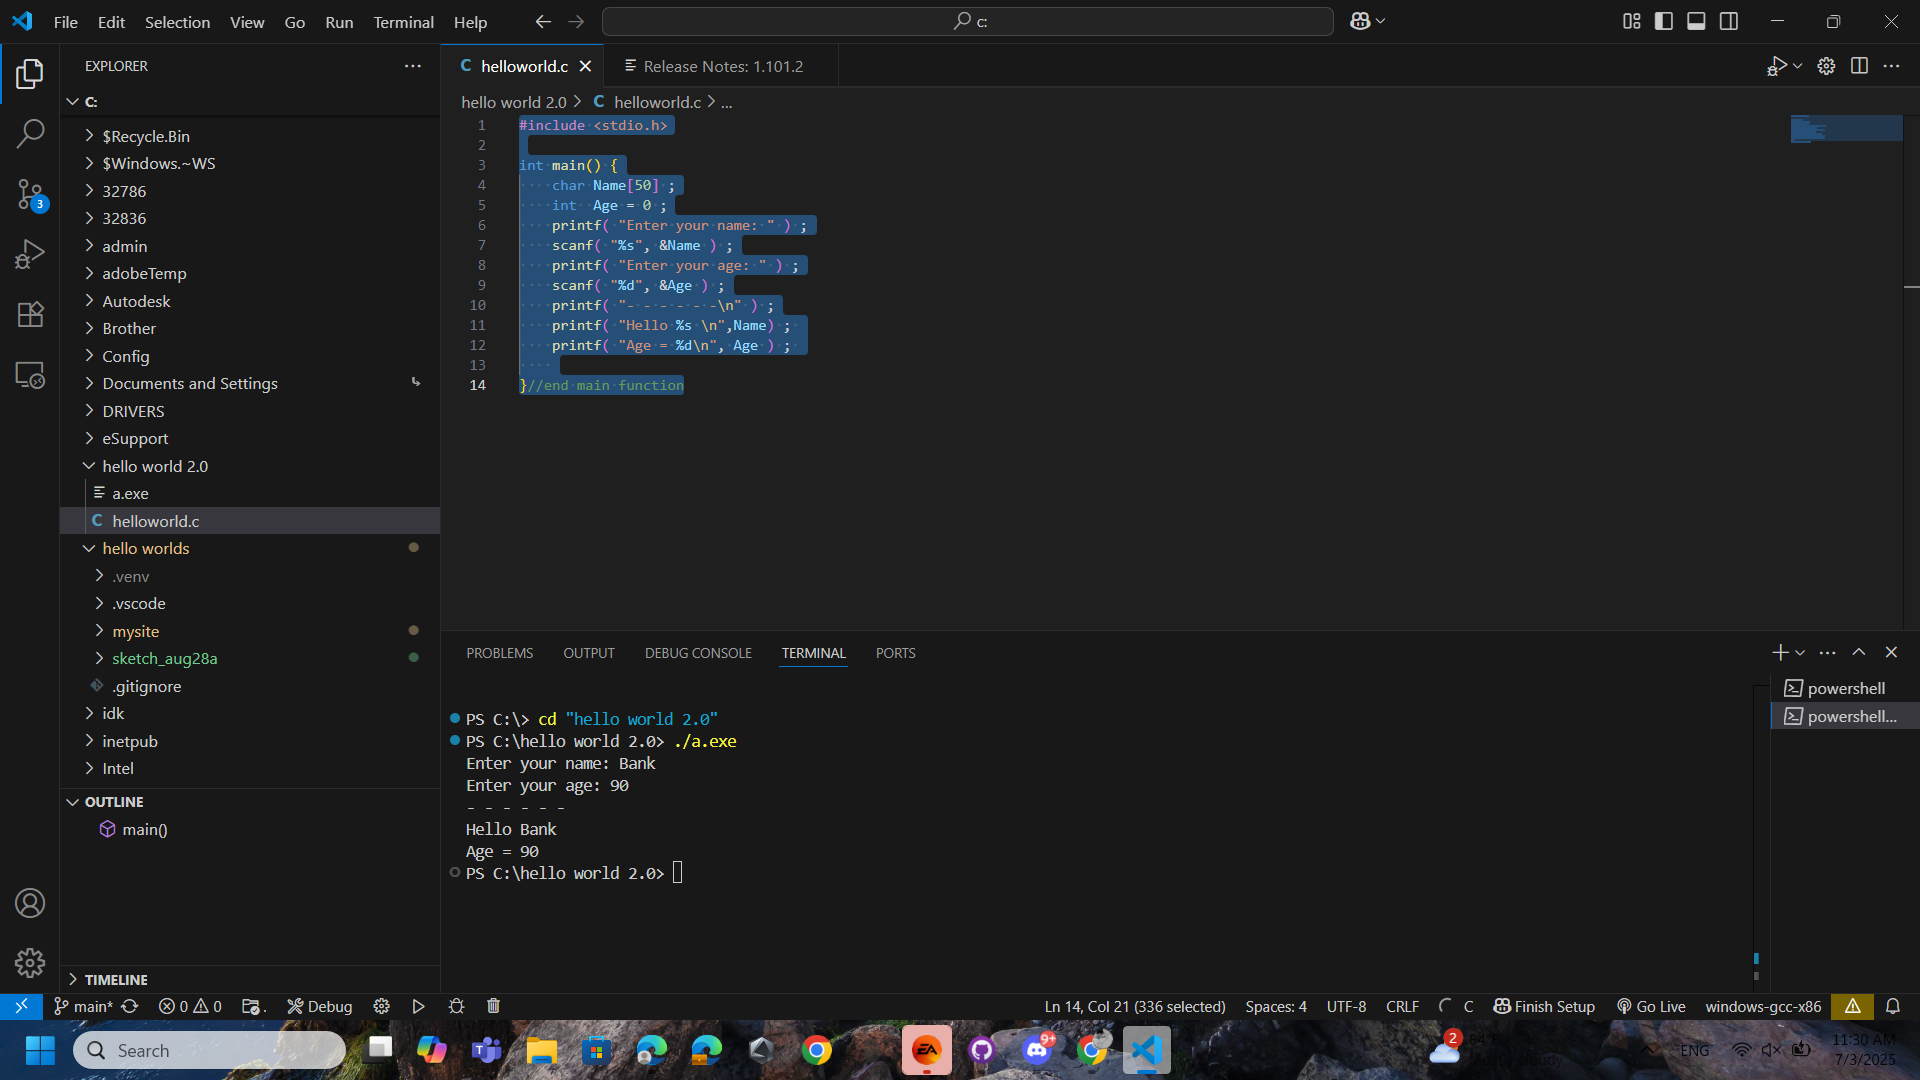 File Edit Selection View Go Run Terminal Help
c:
EXPLORER
C:
$Recycle.Bin
$Windows.~WS
32786
32836
admin
adobeTemp
Autodesk
Brother
Config
Documents and Settings
DRIVERS
eSupport
hello world 2.0
a.exe
helloworld.c
hello worlds
.venv
.vscode
mysite
sketch_aug28a
.gitignore
idk
inetpub
Intel
OUTLINE
main()
TIMELINE
3
helloworld.c
Release Notes: 1.101.2
hello world 2.0 > C helloworld.c > ...
1 #include <stdio.h>
2
3 int main() {
4     char Name[50] ;
5     int  Age = 0 ;
6     printf( "Enter your name: " ) ;
7     scanf( "%s", &Name ) ;
8     printf( "Enter your age: " ) ;
9     scanf( "%d", &Age ) ;
10     printf( "- - - - - -\n" ) ;
11     printf( "Hello %s \n",Name) ;
12     printf( "Age = %d\n", Age ) ;
13
14 }//end main function
PROBLEMS OUTPUT DEBUG CONSOLE TERMINAL PORTS
PS C:\> cd "hello world 2.0"
PS C:\hello world 2.0> ./a.exe
Enter your name: Bank
Enter your age: 90
- - - - - -
Hello Bank
Age = 90
PS C:\hello world 2.0>
powershell
powershell...
main* 0 0 Debug
Ln 14, Col 21 (336 selected) Spaces: 4 UTF-8 CRLF C Finish Setup Go Live windows-gcc-x86
Search
EA
9+
2
ENG
11:30 AM
7/3/2025